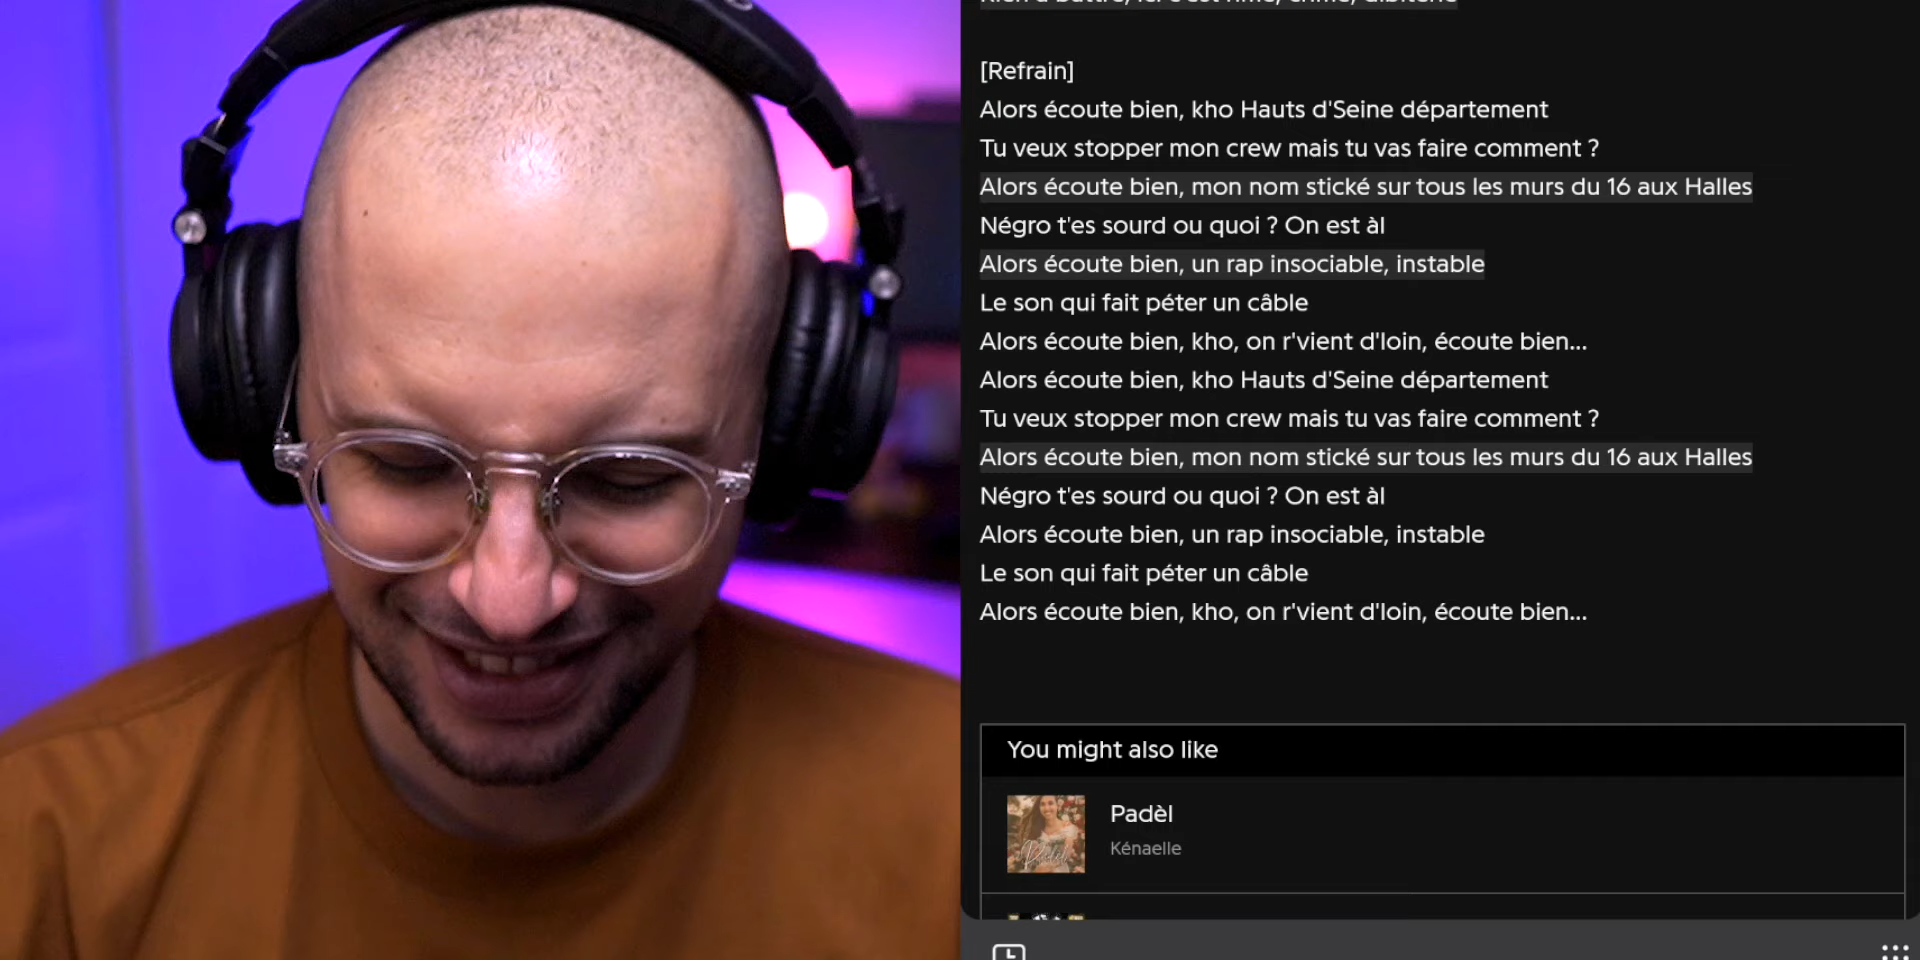 [Refrain]
Alors écoute bien, kho Hauts d'Seine département
Tu veux stopper mon crew mais tu vas faire comment ?
Alors écoute bien, mon nom stické sur tous les murs du 16 aux Halles
Négro t'es sourd ou quoi ? On est àl
Alors écoute bien, un rap insociable, instable
Le son qui fait péter un câble
Alors écoute bien, kho, on r'vient d'loin, écoute bien...
Alors écoute bien, kho Hauts d'Seine département
Tu veux stopper mon crew mais tu vas faire comment ?
Alors écoute bien, mon nom stické sur tous les murs du 16 aux Halles
Négro t'es sourd ou quoi ? On est àl
Alors écoute bien, un rap insociable, instable
Le son qui fait péter un câble
Alors écoute bien, kho, on r'vient d'loin, écoute bien...
You might also like
Padèl
Kénaelle